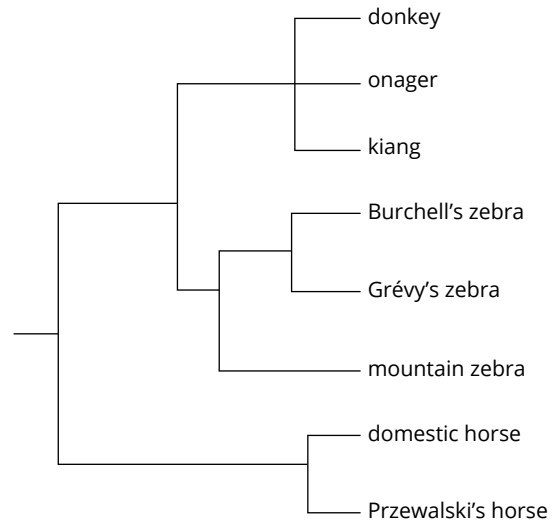 donkey
onager
kiang
Burchell’s zebra
Grévy’s zebra
mountain zebra
domestic horse
Przewalski’s horse